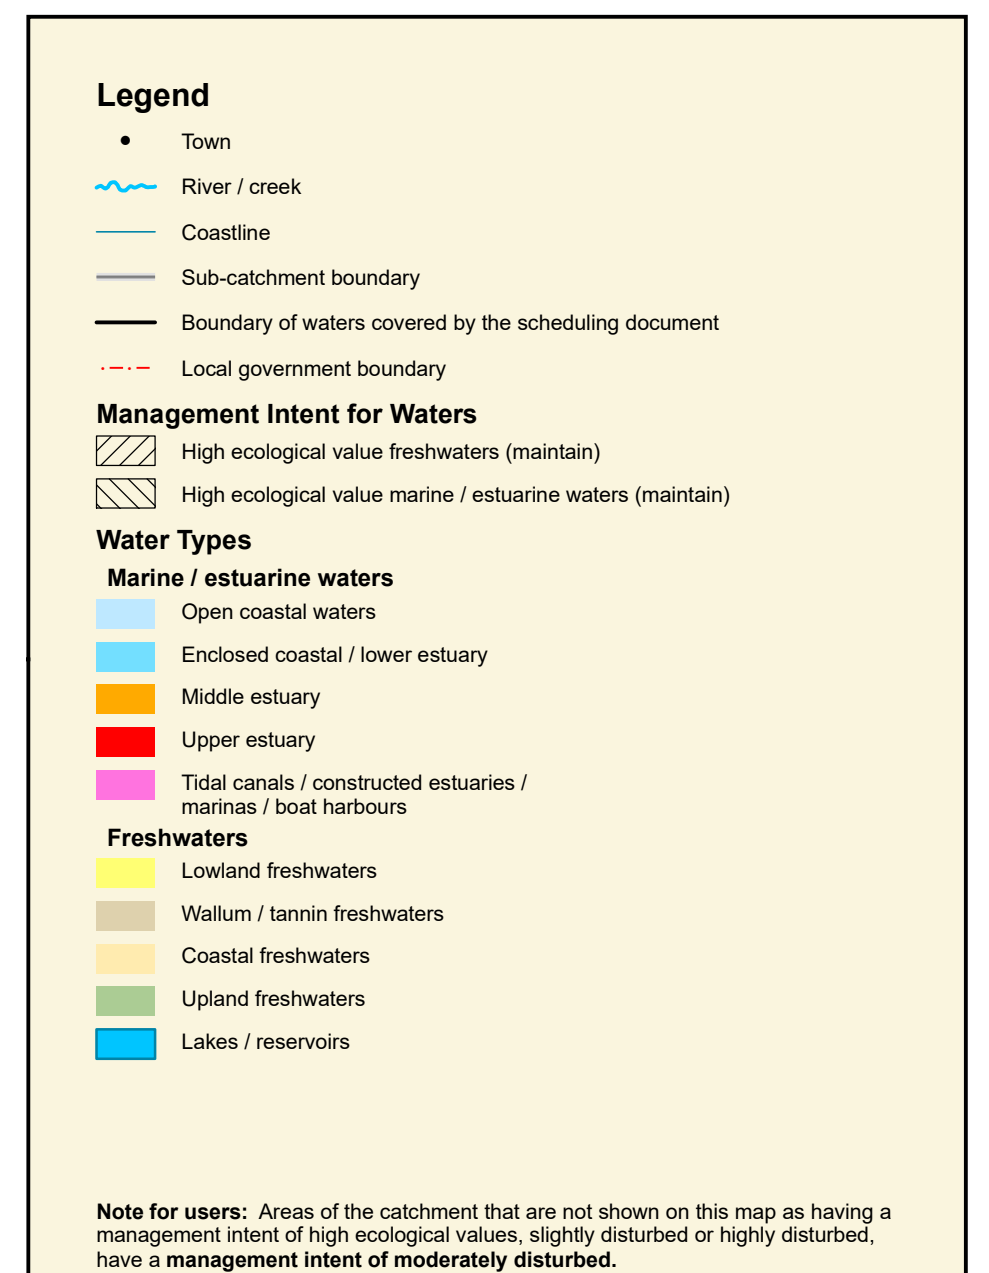 Legend
Town
River / creek
Coastline
Sub-catchment boundary
Boundary of waters covered by the scheduling document
Local government boundary
Management Intent for Waters
High ecological value freshwaters (maintain)
High ecological value marine / estuarine waters (maintain)
Water Types
Marine / estuarine waters
Open coastal waters
Enclosed coastal / lower estuary
Middle estuary
Upper estuary
Tidal canals / constructed estuaries /
marinas / boat harbours
Freshwaters
Lowland freshwaters
Wallum / tannin freshwaters
Coastal freshwaters
Upland freshwaters
Lakes / reservoirs
Note for users: Areas of the catchment that are not shown on this map as having a
management intent of high ecological values, slightly disturbed or highly disturbed,
have a management intent of moderately disturbed.